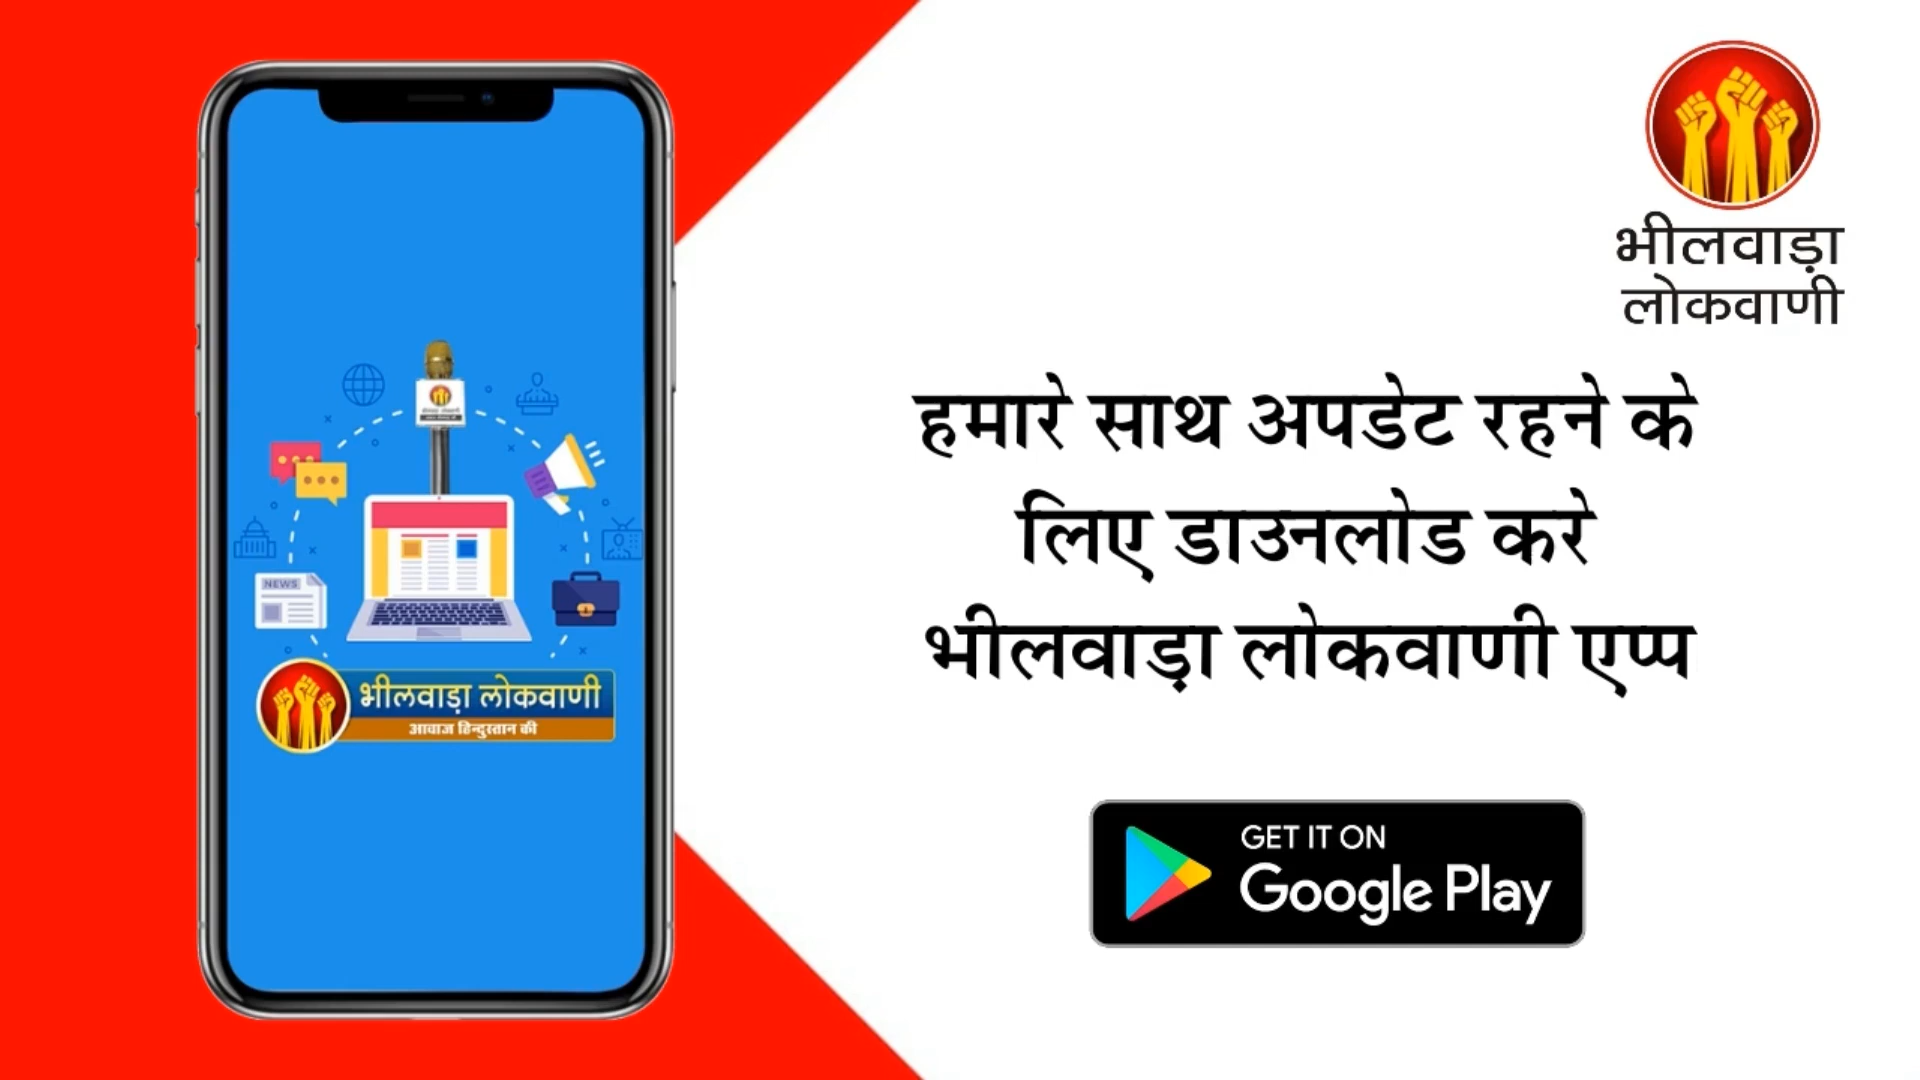 भीलवाड़ा
लोकवाणी
हमारे साथ अपडेट रहने के
लिए डाउनलोड करे
भीलवाड़ा लोकवाणी एप्प
GET IT ON
Google Play
NEWS
भीलवाड़ा लोकवाणी
आवाज हिन्दुस्तान की